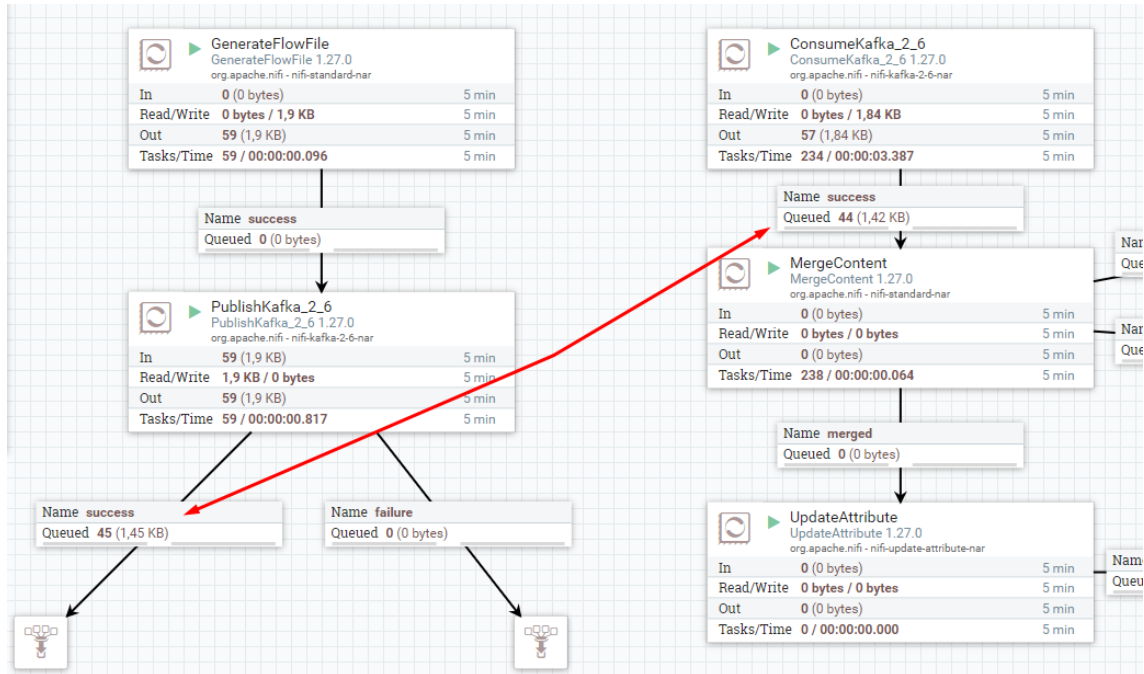 GenerateFlowFile
GenerateFlowFile 1.27.0
org.apache.nifi - nifi-standard-nar
In 0 (0 bytes) 5 min
Read/Write 0 bytes / 1,9 KB 5 min
Out 59 (1,9 KB) 5 min
Tasks/Time 59 / 00:00:00.096 5 min
Name success
Queued 0 (0 bytes)
PublishKafka_2_6
PublishKafka_2_6 1.27.0
org.apache.nifi - nifi-kafka-2-6-nar
In 59 (1,9 KB) 5 min
Read/Write 1,9 KB / 0 bytes 5 min
Out 59 (1,9 KB) 5 min
Tasks/Time 59 / 00:00:00.817 5 min
Name success
Queued 45 (1,45 KB)
Name failure
Queued 0 (0 bytes)
ConsumeKafka_2_6
ConsumeKafka_2_6 1.27.0
org.apache.nifi - nifi-kafka-2-6-nar
In 0 (0 bytes) 5 min
Read/Write 0 bytes / 1,84 KB 5 min
Out 57 (1,84 KB) 5 min
Tasks/Time 234 / 00:00:03.387 5 min
Name success
Queued 44 (1,42 KB)
MergeContent
MergeContent 1.27.0
org.apache.nifi - nifi-standard-nar
In 0 (0 bytes) 5 min
Read/Write 0 bytes / 0 bytes 5 min
Out 0 (0 bytes) 5 min
Tasks/Time 238 / 00:00:00.064 5 min
Nar
Que
Nar
Que
Name merged
Queued 0 (0 bytes)
UpdateAttribute
UpdateAttribute 1.27.0
org.apache.nifi - nifi-update-attribute-nar
In 0 (0 bytes) 5 min
Read/Write 0 bytes / 0 bytes 5 min
Out 0 (0 bytes) 5 min
Tasks/Time 0 / 00:00:00.000 5 min
Name
Queu